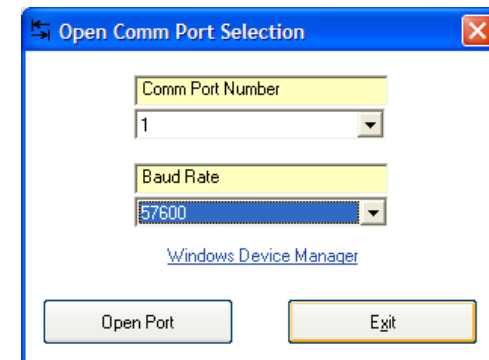 Open Comm Port Selection
Comm Port Number
1
Baud Rate
57600
Windows Device Manager
Open Port
Exit